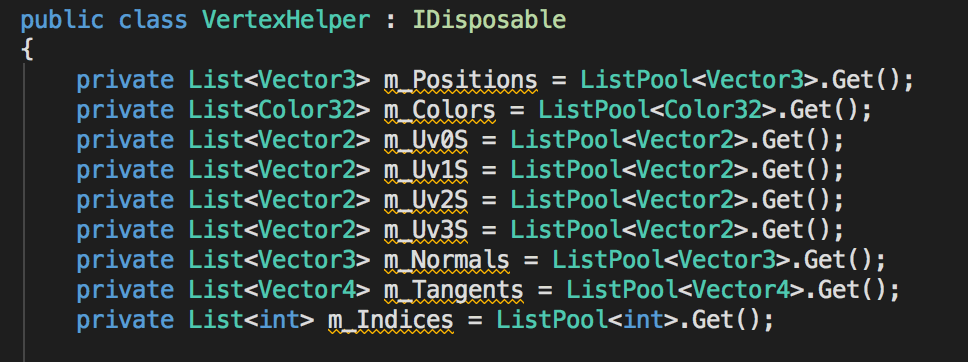 public class VertexHelper : IDisposable
{
    private List<Vector3> m_Positions = ListPool<Vector3>.Get();
    private List<Color32> m_Colors = ListPool<Color32>.Get();
    private List<Vector2> m_Uv0S = ListPool<Vector2>.Get();
    private List<Vector2> m_Uv1S = ListPool<Vector2>.Get();
    private List<Vector2> m_Uv2S = ListPool<Vector2>.Get();
    private List<Vector2> m_Uv3S = ListPool<Vector2>.Get();
    private List<Vector3> m_Normals = ListPool<Vector3>.Get();
    private List<Vector4> m_Tangents = ListPool<Vector4>.Get();
    private List<int> m_Indices = ListPool<int>.Get();